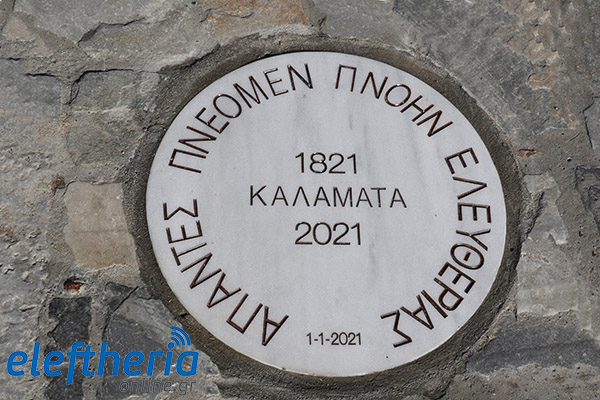 ΑΠΑΝΤΕΣ ΠΝΕΟΜΕΝ ΠΝΟΗΝ ΕΛΕΥΘΕΡΙΑΣ
1821
ΚΑΛΑΜΑΤΑ
2021
1-1-2021
eleftheria
online.gr